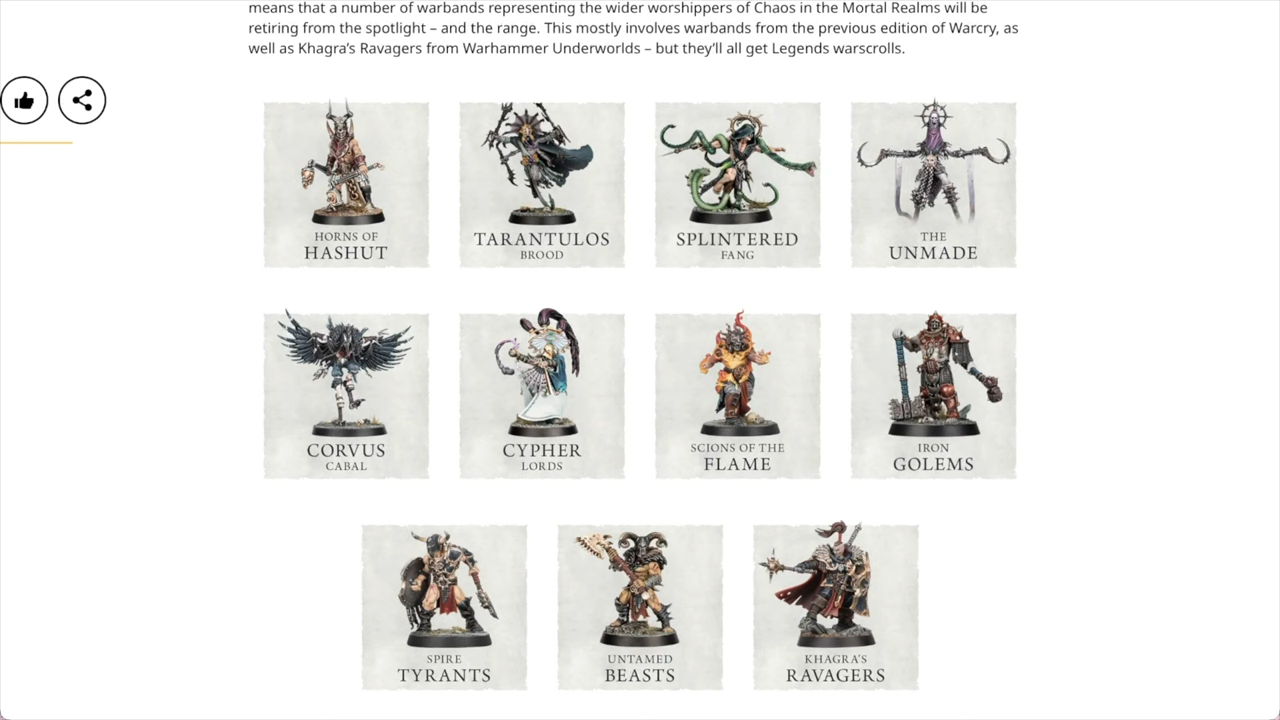 means that a number of warbands representing the wider worshippers of Chaos in the Mortal Realms will be
retiring from the spotlight – and the range. This mostly involves warbands from the previous edition of Warcry, as
well as Khagra’s Ravagers from Warhammer Underworlds – but they’ll all get Legends warscrolls.
HORNS OF
HASHUT
TARANTULOS
BROOD
SPLINTERED
FANG
THE
UNMADE
CORVUS
CABAL
CYPHER
LORDS
SCIONS OF THE
FLAME
IRON
GOLEMS
SPIRE
TYRANTS
UNTAMED
BEASTS
KHAGRA’S
RAVAGERS